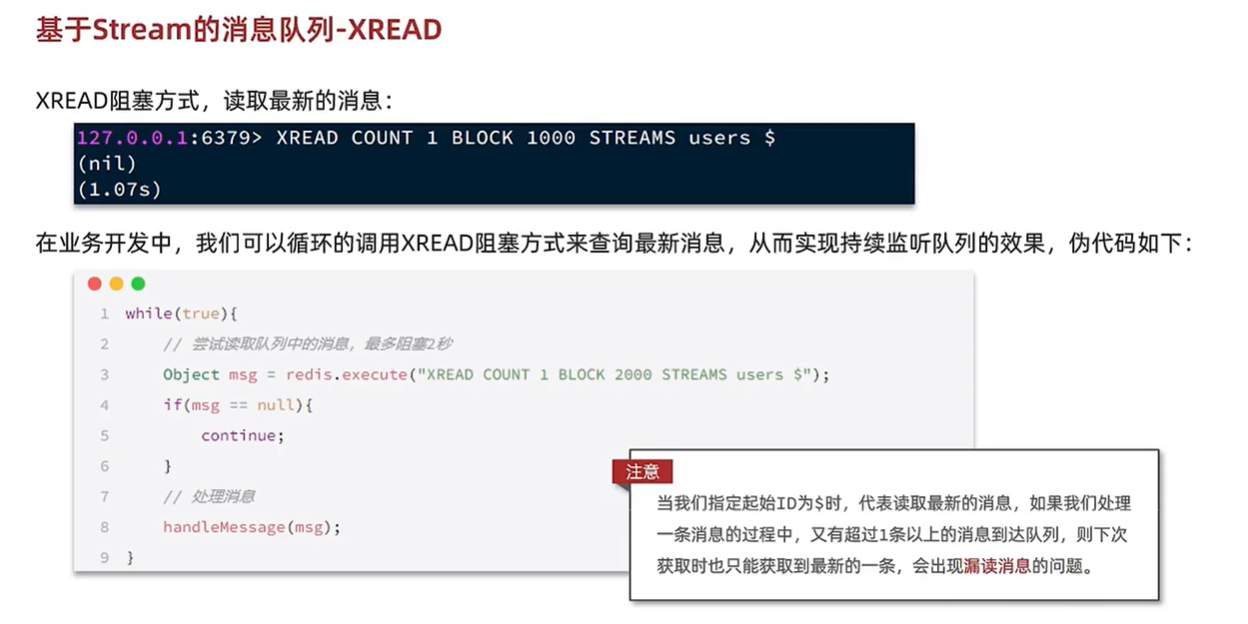 基于Stream的消息队列-XREAD
XREAD阻塞方式，读取最新的消息：
127.0.0.1:6379> XREAD COUNT 1 BLOCK 1000 STREAMS users $
(nil)
(1.07s)
在业务开发中，我们可以循环的调用XREAD阻塞方式来查询最新消息，从而实现持续监听队列的效果，伪代码如下：
1 while(true){
2     // 尝试读取队列中的消息，最多阻塞2秒
3     Object msg = redis.execute("XREAD COUNT 1 BLOCK 2000 STREAMS users $");
4     if(msg == null){
5         continue;
6     }
7     // 处理消息
8     handleMessage(msg);
9 }
注意
当我们指定起始ID为$时，代表读取最新的消息，如果我们处理
一条消息的过程中，又有超过1条以上的消息到达队列，则下次
获取时也只能获取到最新的一条，会出现漏读消息的问题。